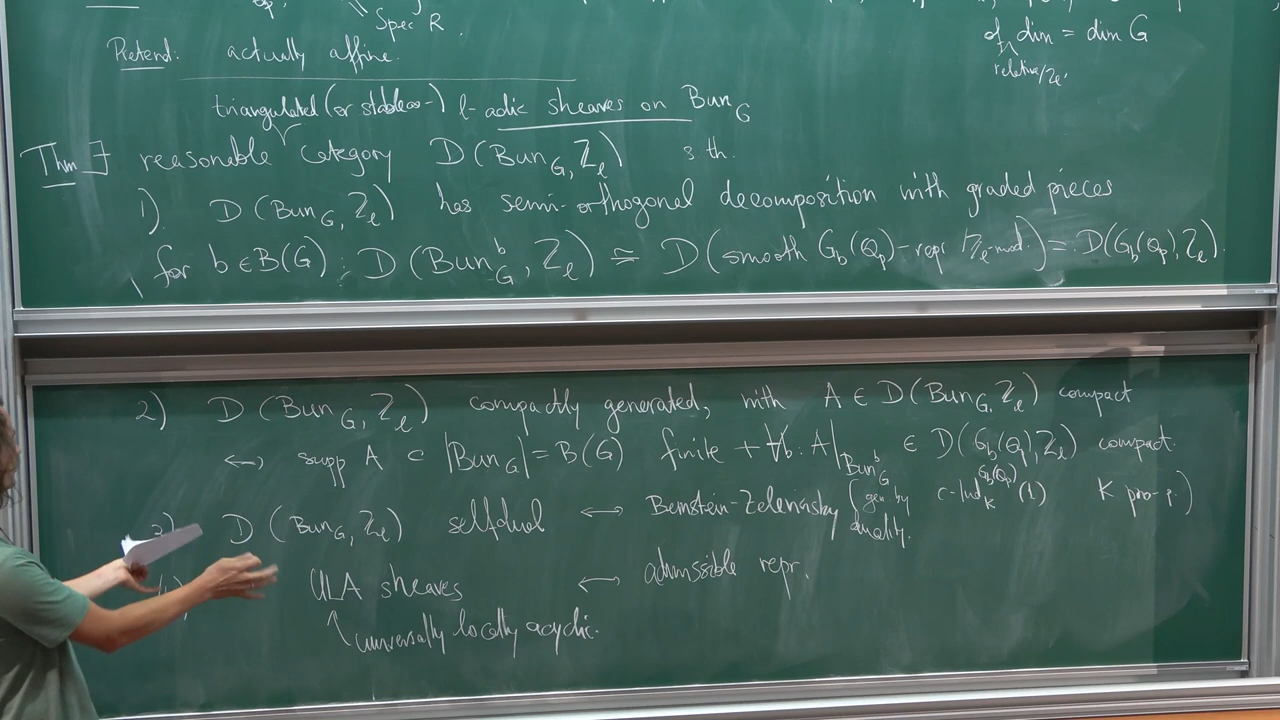 Spec R.
Pretend: actually affine.
of dim = dim G
relative/ℤ_ℓ.
triangulated (or stable ∞-) ℓ-adic sheaves on Bun_G
Thm ∃ reasonable category D(Bun_G, ℤ_ℓ) s th.
1). D(Bun_G, ℤ_ℓ) has semi-orthogonal decomposition with graded pieces
for b ∈ B(G): D(Bun_G^b, ℤ_ℓ) ≅ D(smooth G_b(ℚ_p)-repr /ℤ_ℓ-mod.) =: D(G_b(ℚ_p), ℤ_ℓ).
2) D(Bun_G, ℤ_ℓ) compactly generated, with A ∈ D(Bun_G, ℤ_ℓ) compact
↔ supp A ⊂ |Bun_G| = B(G) finite + ∀b: A|_{Bun_G^b} ∈ D(G_b(ℚ_p), ℤ_ℓ) compact.
(gen. by c-Ind_K^{G_b(ℚ_p)}(1) K pro-p.)
3) D(Bun_G, ℤ_ℓ) selfdual ↔ Bernstein-Zelevinsky duality.
4) ULA sheaves ↔ admissible repr.
universally locally acyclic.